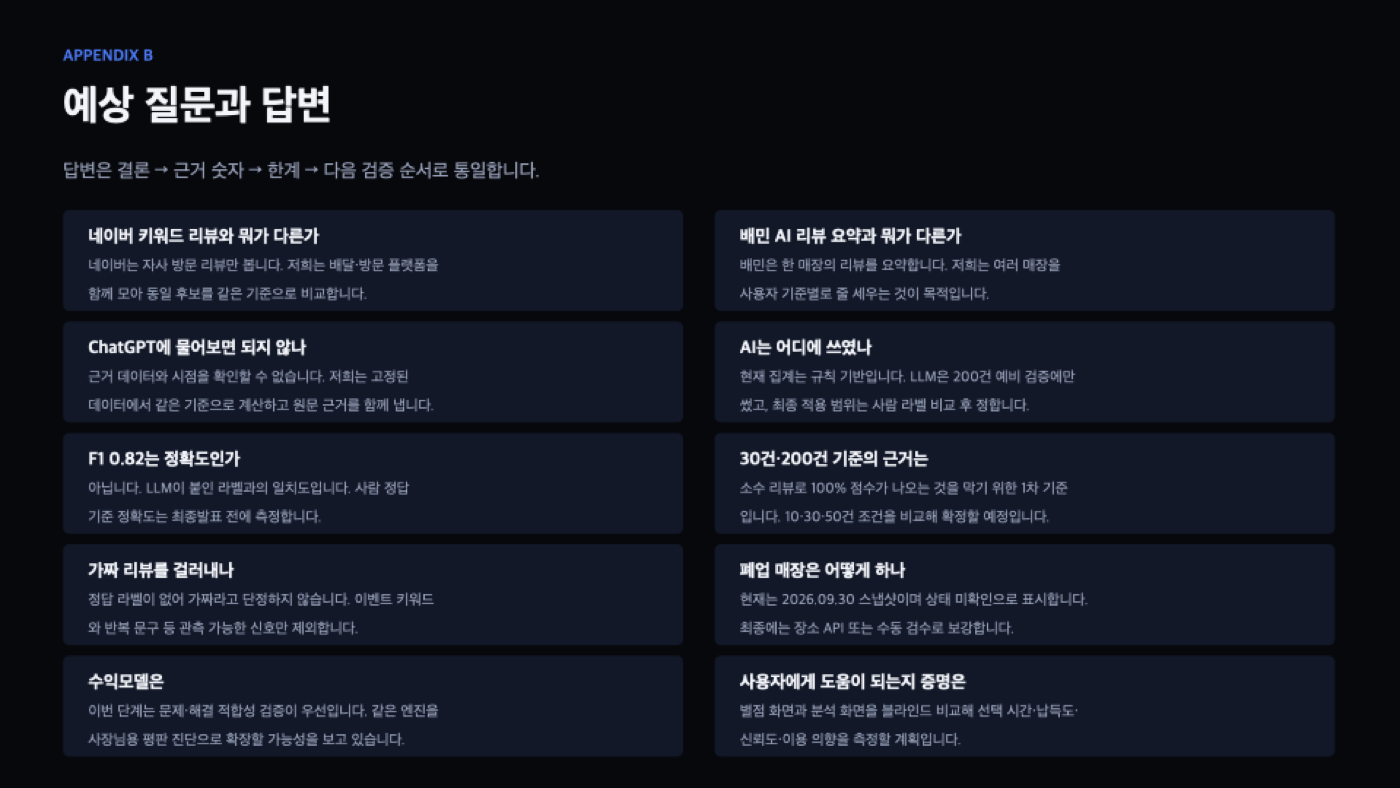 APPENDIX B
예상 질문과 답변
답변은 결론 → 근거 숫자 → 한계 → 다음 검증 순서로 통일합니다.
네이버 키워드 리뷰와 뭐가 다른가
네이버는 자사 방문 리뷰만 봅니다. 저희는 배달·방문 플랫폼을
함께 모아 동일 후보를 같은 기준으로 비교합니다.
배민 AI 리뷰 요약과 뭐가 다른가
배민은 한 매장의 리뷰를 요약합니다. 저희는 여러 매장을
사용자 기준별로 줄 세우는 것이 목적입니다.
ChatGPT에 물어보면 되지 않나
근거 데이터와 시점을 확인할 수 없습니다. 저희는 고정된
데이터에서 같은 기준으로 계산하고 원문 근거를 함께 냅니다.
AI는 어디에 쓰였나
현재 집계는 규칙 기반입니다. LLM은 200건 예비 검증에만
썼고, 최종 적용 범위는 사람 라벨 비교 후 정합니다.
F1 0.82는 정확도인가
아닙니다. LLM이 붙인 라벨과의 일치도입니다. 사람 정답
기준 정확도는 최종발표 전에 측정합니다.
30건·200건 기준의 근거는
소수 리뷰로 100% 점수가 나오는 것을 막기 위한 1차 기준
입니다. 10·30·50건 조건을 비교해 확정할 예정입니다.
가짜 리뷰를 걸러내나
정답 라벨이 없어 가짜라고 단정하지 않습니다. 이벤트 키워드
와 반복 문구 등 관측 가능한 신호만 제외합니다.
폐업 매장은 어떻게 하나
현재는 2026.09.30 스냅샷이며 상태 미확인으로 표시합니다.
최종에는 장소 API 또는 수동 검수로 보강합니다.
수익모델은
이번 단계는 문제·해결 적합성 검증이 우선입니다. 같은 엔진을
사장님용 평판 진단으로 확장할 가능성을 보고 있습니다.
사용자에게 도움이 되는지 증명은
별점 화면과 분석 화면을 블라인드 비교해 선택 시간·납득도·
신뢰도·이용 의향을 측정할 계획입니다.